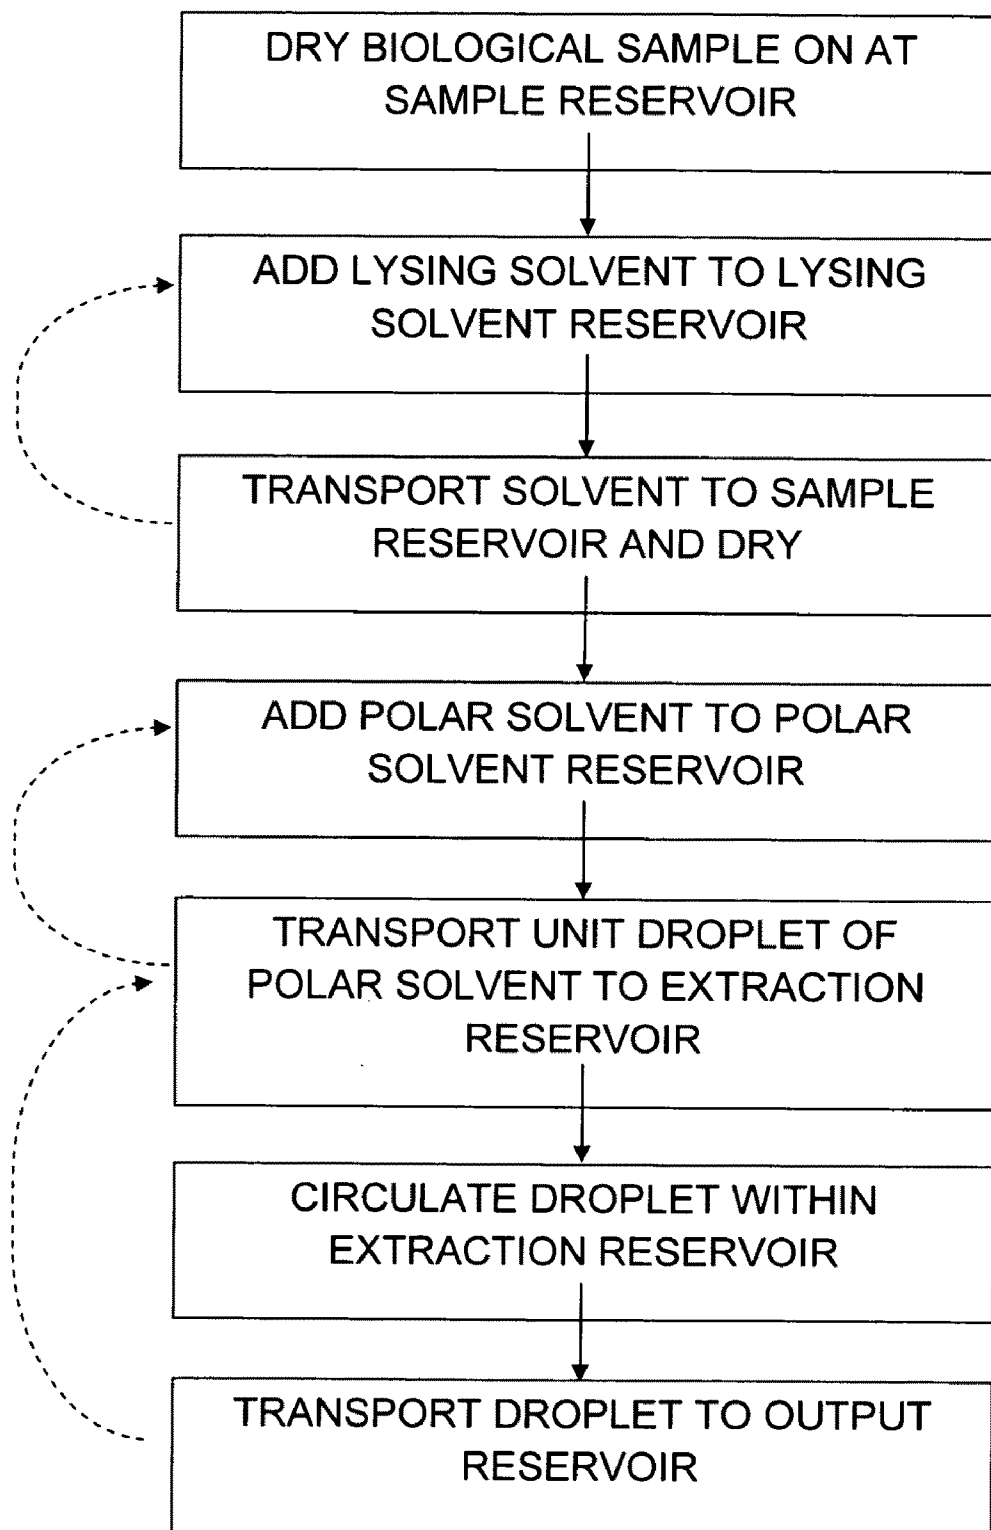 DRY BIOLOGICAL SAMPLE ON AT
SAMPLE RESERVOIR
ADD LYSING SOLVENT TO LYSING
SOLVENT RESERVOIR
TRANSPORT SOLVENT TO SAMPLE
RESERVOIR AND DRY
ADD POLAR SOLVENT TO POLAR
SOLVENT RESERVOIR
TRANSPORT UNIT DROPLET OF
POLAR SOLVENT TO EXTRACTION
RESERVOIR
CIRCULATE DROPLET WITHIN
EXTRACTION RESERVOIR
TRANSPORT DROPLET TO OUTPUT
RESERVOIR